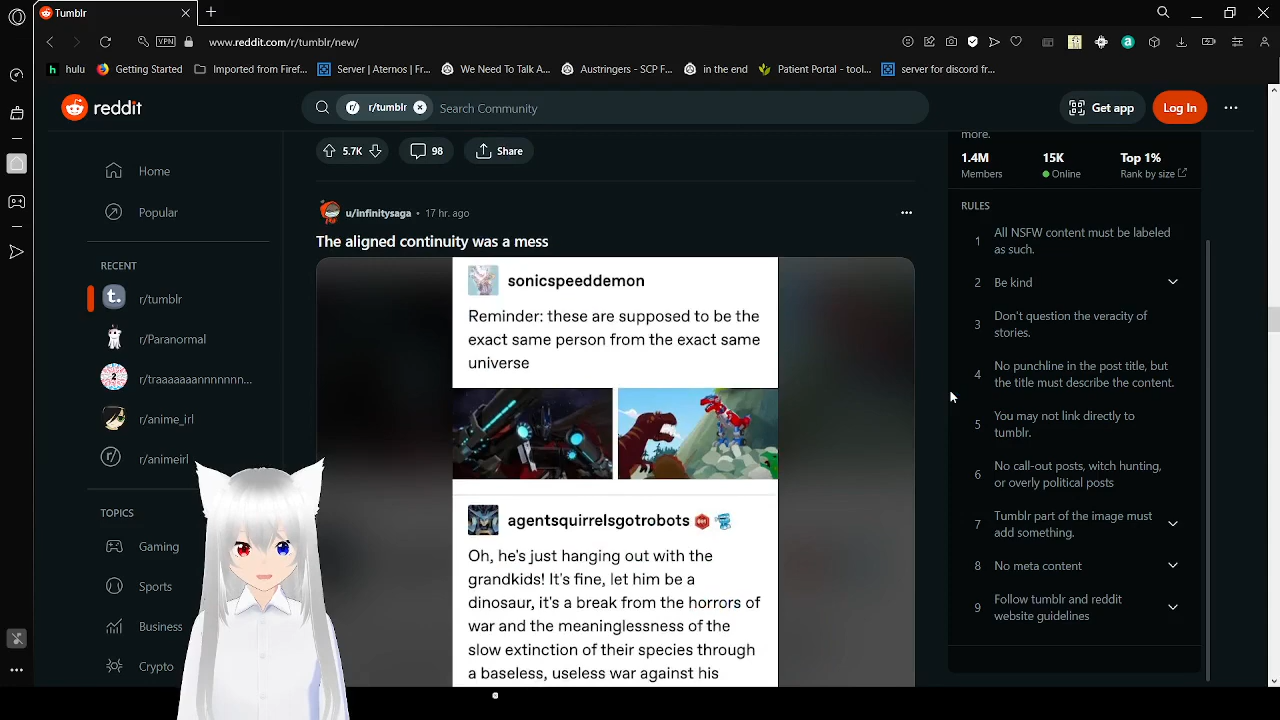 Tumblr
VPN
www.reddit.com/r/tumblr/new/
hulu
Getting Started
Imported from Firef...
Server | Aternos | Fr...
We Need To Talk A...
Austringers - SCP F...
in the end
Patient Portal - tool...
server for discord fr...
reddit
r/tumblr
Search Community
Get app
Log In
more.
5.7K
98
Share
1.4M
15K
Top 1%
Members
Online
Rank by size
Home
Popular
RECENT
r/tumblr
r/Paranormal
r/traaaaaaannnnnnn...
r/anime_irl
r/animeirl
TOPICS
Gaming
Sports
Business
Crypto
u/infinitysaga • 17 hr. ago
The aligned continuity was a mess
sonicspeeddemon
Reminder: these are supposed to be the
exact same person from the exact same
universe
agentsquirrelsgotrobots
Oh, he's just hanging out with the
grandkids! It's fine, let him be a
dinosaur, it's a break from the horrors of
war and the meaninglessness of the
slow extinction of their species through
a baseless, useless war against his
RULES
1 All NSFW content must be labeled
as such.
2 Be kind
3 Don't question the veracity of
stories.
4 No punchline in the post title, but
the title must describe the content.
5 You may not link directly to
tumblr.
6 No call-out posts, witch hunting,
or overly political posts
7 Tumblr part of the image must
add something.
8 No meta content
9 Follow tumblr and reddit
website guidelines